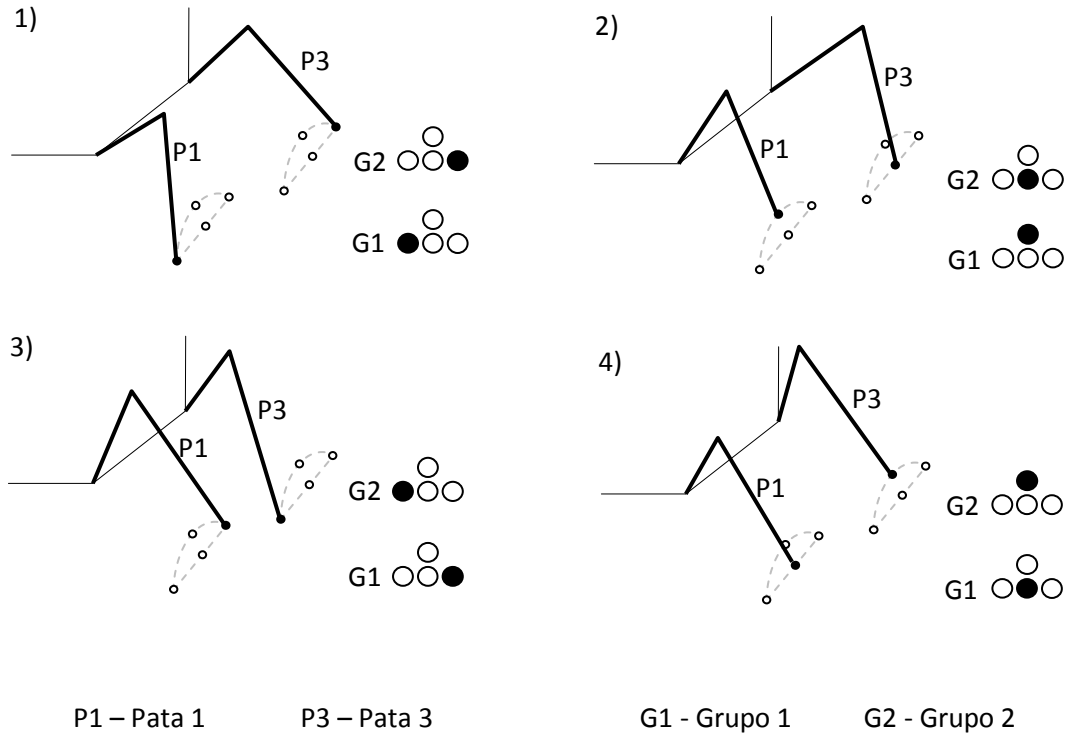 1)
P3
P1
G2
G1
2)
P3
P1
G2
G1
3)
P3
P1
G2
G1
4)
P3
P1
G2
G1
P1 – Pata 1 P3 – Pata 3 G1 - Grupo 1 G2 - Grupo 2